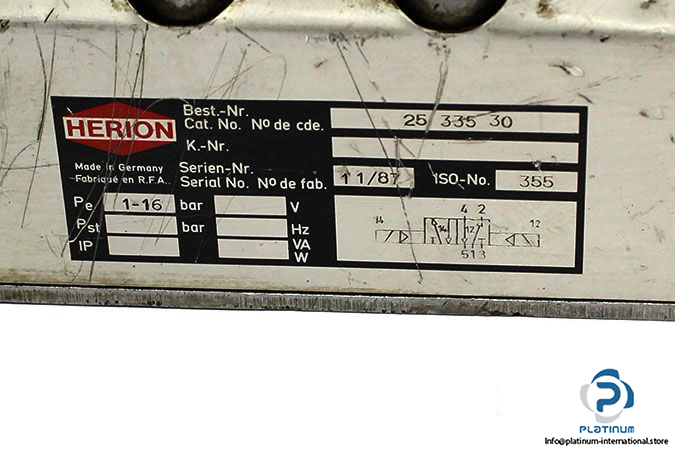 HERION
Made in Germany
Fabriqué en R.F.A.
Best.-Nr.
Cat. No. Nº de cde. 25 335 30
K.-Nr.
Serien-Nr.
Serial No. Nº de fab. 11/87 ISO-No. 355
Pe 1-16 bar V
Pst bar Hz
IP VA
W
4 2
14 14 12 12
5 1 3
PLATINUM
Info@platinum-international.store